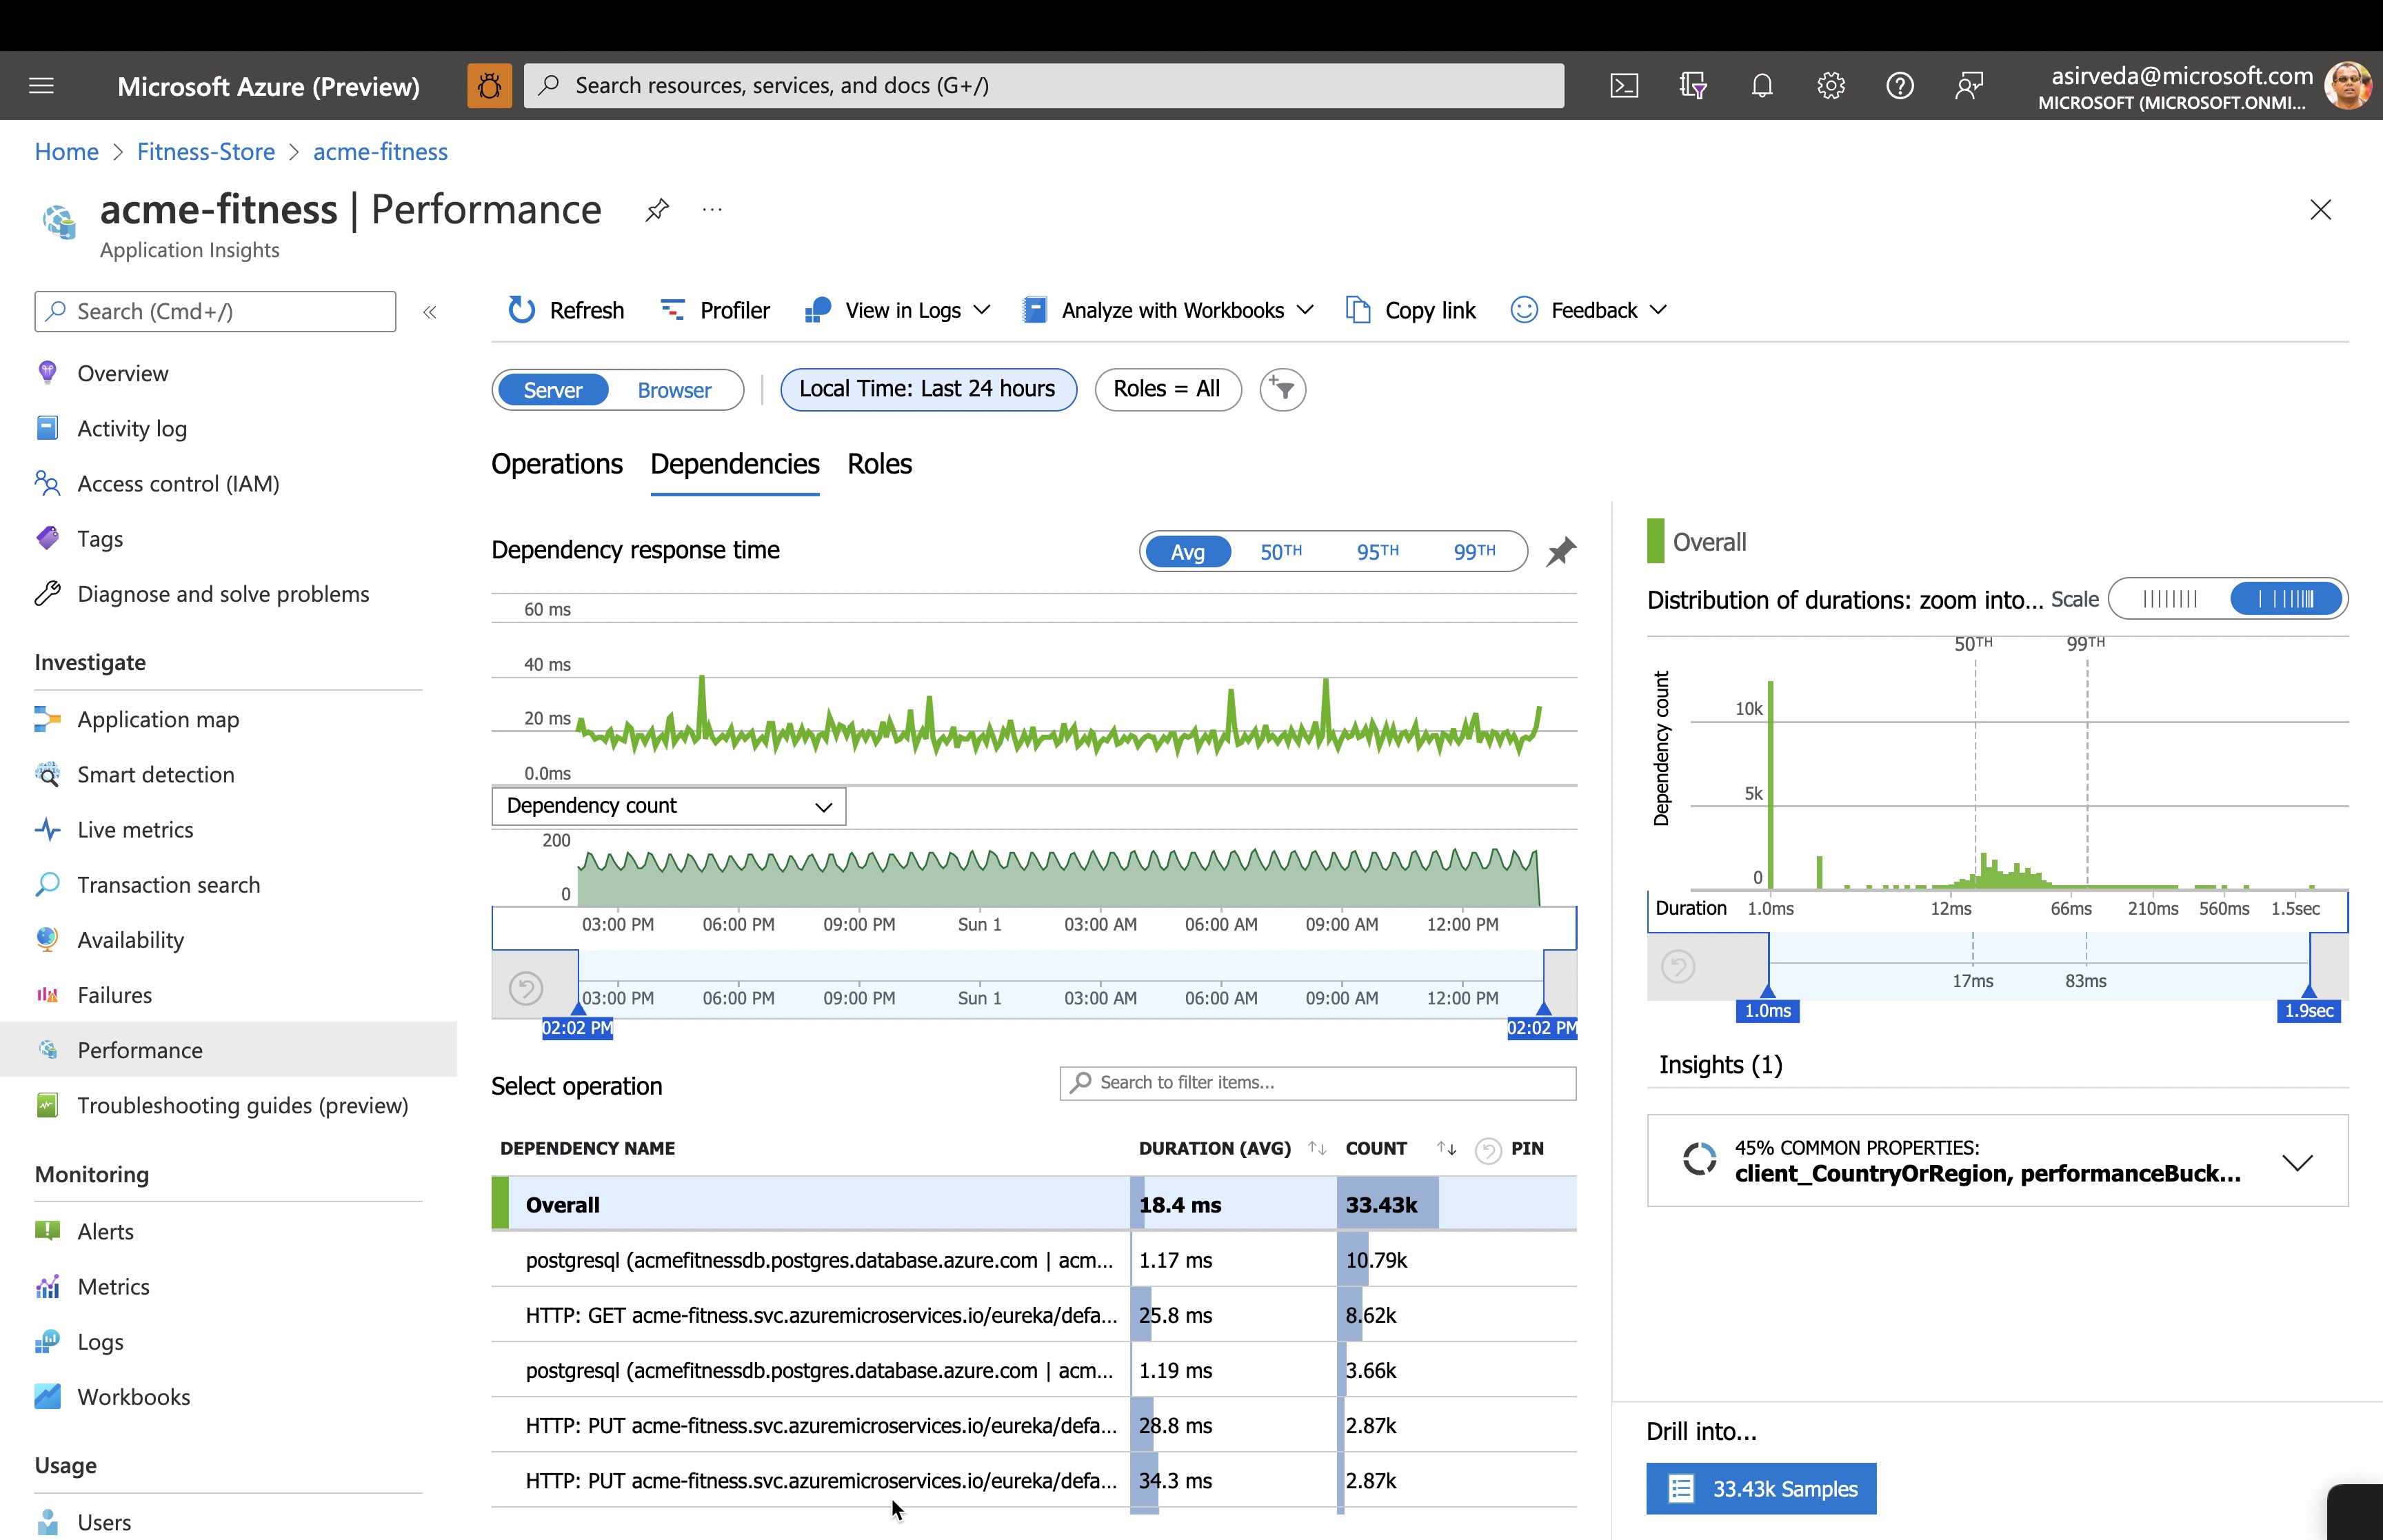 Microsoft Azure (Preview)
Search resources, services, and docs (G+/)
asirveda@microsoft.com
MICROSOFT (MICROSOFT.ONMI...
Home > Fitness-Store > acme-fitness
acme-fitness | Performance
...
Application Insights
Search (Cmd+/)
«
Overview
Activity log
Access control (IAM)
Tags
Diagnose and solve problems
Investigate
Application map
Smart detection
Live metrics
Transaction search
Availability
Failures
Performance
Troubleshooting guides (preview)
Monitoring
Alerts
Metrics
Logs
Workbooks
Usage
Users
Refresh
Profiler
View in Logs
Analyze with Workbooks
Copy link
Feedback
Server Browser
Local Time: Last 24 hours
Roles = All
Operations Dependencies Roles
Dependency response time
Avg 50TH 95TH 99TH
60 ms
40 ms
20 ms
0.0ms
Dependency count
200
0
03:00 PM 06:00 PM 09:00 PM Sun 1 03:00 AM 06:00 AM 09:00 AM 12:00 PM
03:00 PM 06:00 PM 09:00 PM Sun 1 03:00 AM 06:00 AM 09:00 AM 12:00 PM
02:02 PM 02:02 PM
Select operation
Search to filter items...
DEPENDENCY NAME DURATION (AVG) COUNT PIN
Overall 18.4 ms 33.43k
postgresql (acmefitnessdb.postgres.database.azure.com | acm... 1.17 ms 10.79k
HTTP: GET acme-fitness.svc.azuremicroservices.io/eureka/defa... 25.8 ms 8.62k
postgresql (acmefitnessdb.postgres.database.azure.com | acm... 1.19 ms 3.66k
HTTP: PUT acme-fitness.svc.azuremicroservices.io/eureka/defa... 28.8 ms 2.87k
HTTP: PUT acme-fitness.svc.azuremicroservices.io/eureka/defa... 34.3 ms 2.87k
Overall
Distribution of durations: zoom into... Scale
50TH 99TH
Dependency count
10k
5k
0
Duration 1.0ms 12ms 66ms 210ms 560ms 1.5sec
17ms 83ms
1.0ms 1.9sec
Insights (1)
45% COMMON PROPERTIES:
client_CountryOrRegion, performanceBuck...
Drill into...
33.43k Samples